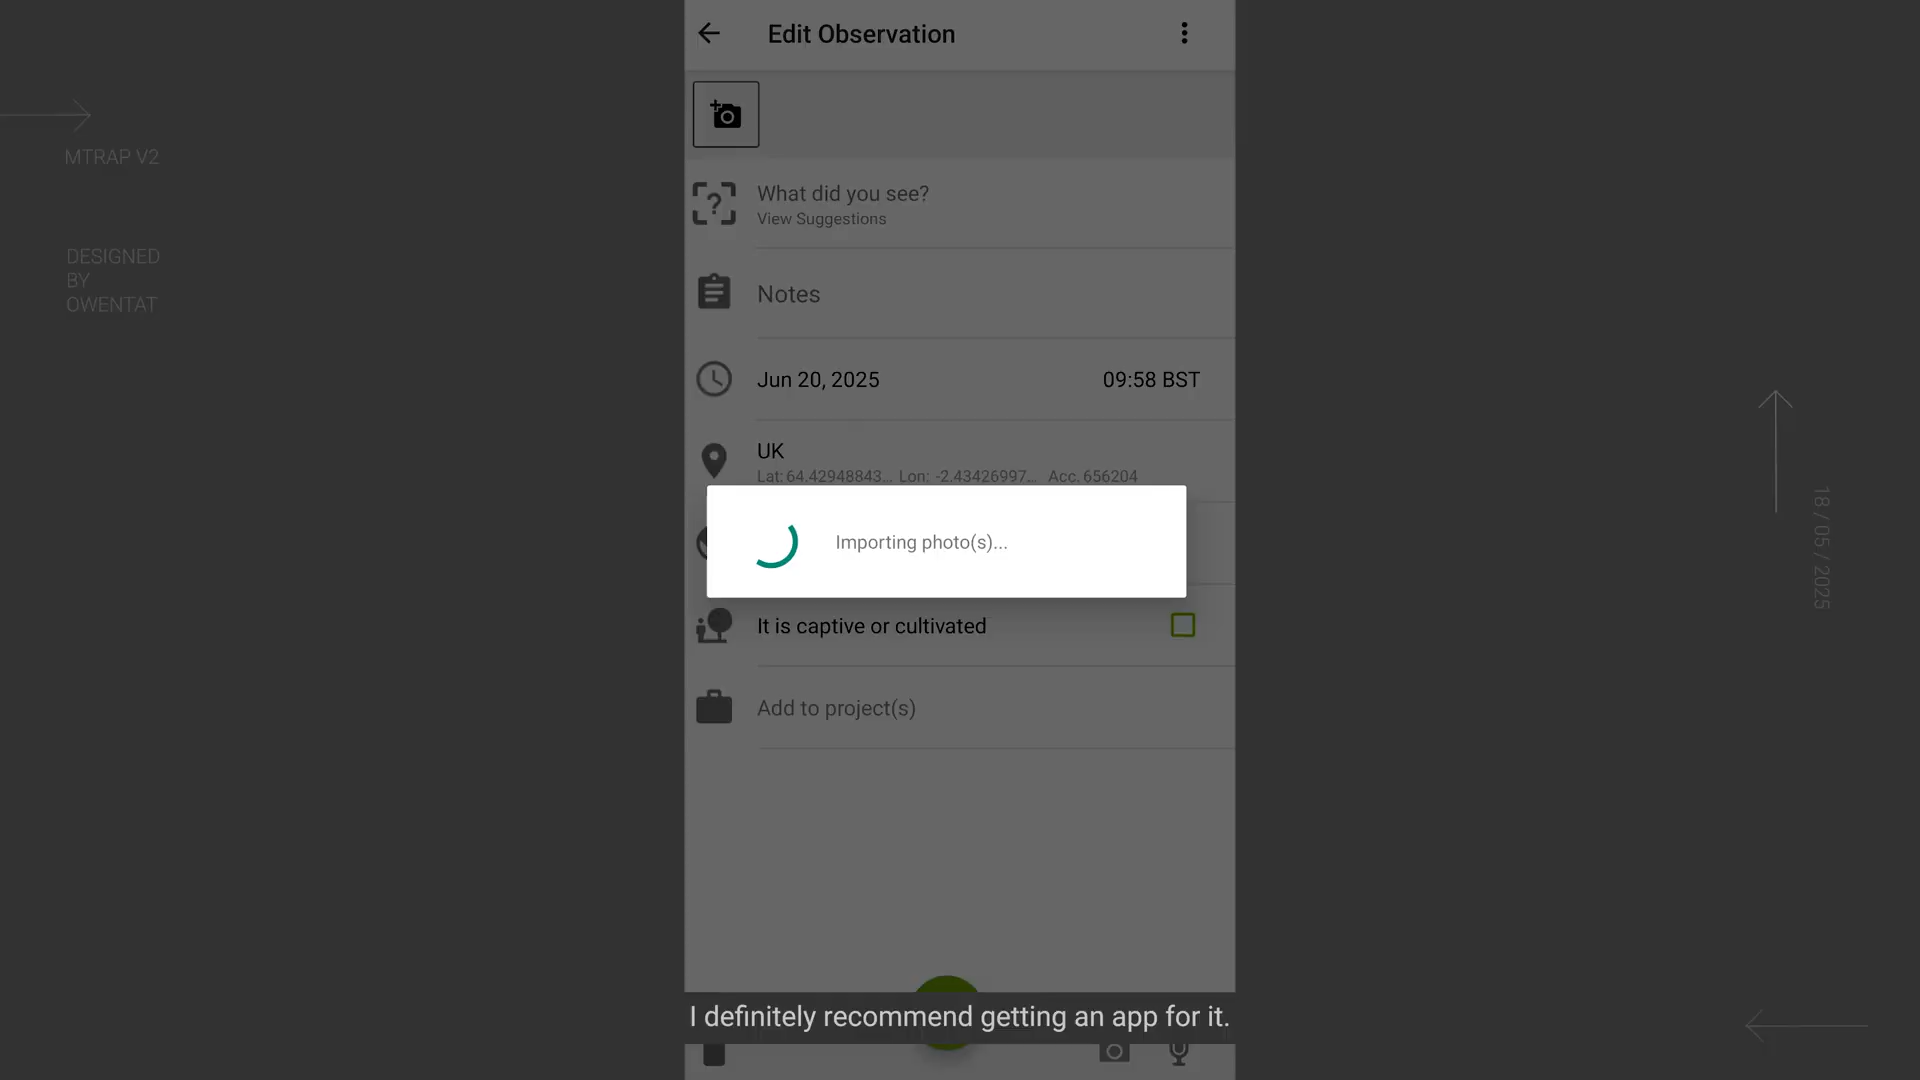 Edit Observation
MTRAP V2
What did you see?
View Suggestions
DESIGNED
BY
OWENTAT
Notes
Jun 20, 2025 09:58 BST
UK
Lat: 64.42948843... Lon: -2.43426997... Acc. 656204
18 / 05 / 2025
Importing photo(s)...
It is captive or cultivated
Add to project(s)
I definitely recommend getting an app for it.